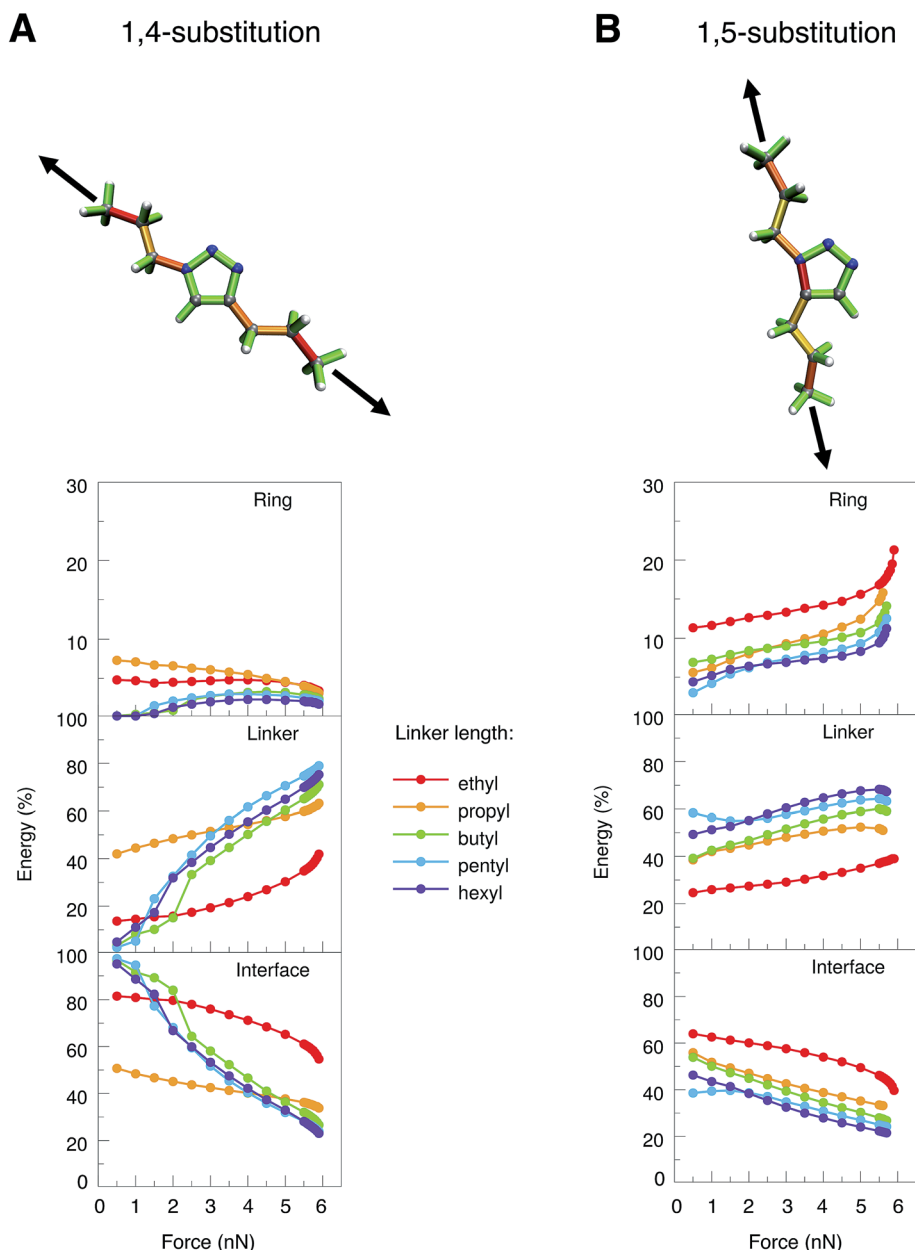 A 1,4-substitution
B 1,5-substitution
Ring
30
20
10
Linker
100
80
60
40
20
Interface
100
80
60
40
20
0
0 1 2 3 4 5 6
Energy (%)
Force (nN)
Linker length:
ethyl
propyl
butyl
pentyl
hexyl
Ring
30
20
10
Linker
100
80
60
40
20
Interface
100
80
60
40
20
0
0 1 2 3 4 5 6
Energy (%)
Force (nN)